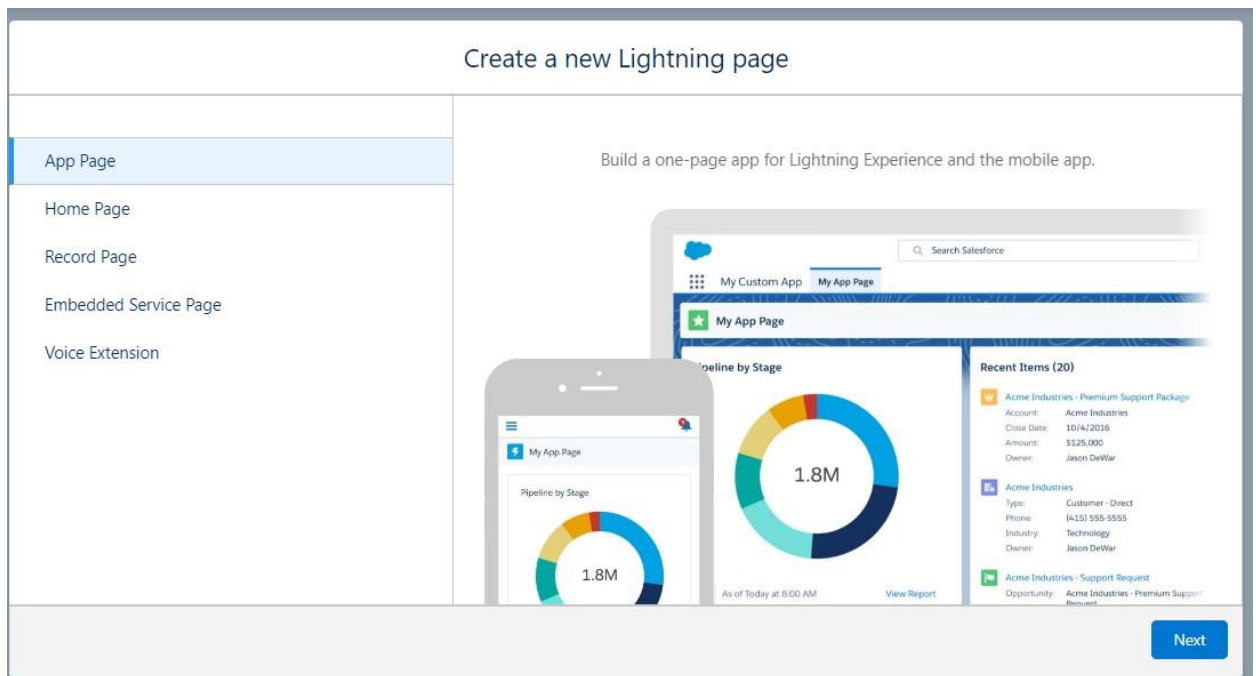 Create a new Lightning page
App Page
Home Page
Record Page
Embedded Service Page
Voice Extension
Build a one-page app for Lightning Experience and the mobile app.
Search Salesforce
My Custom App My App Page
My App Page
Pipeline by Stage
1.8M
As of Today at 8:00 AM View Report
Recent Items (20)
Acme Industries - Premium Support Package
Account: Acme Industries
Close Date: 10/4/2016
Amount: $125,000
Owner: Jason DeWar
Acme Industries
Type: Customer - Direct
Phone: (415) 555-5555
Industry: Technology
Owner: Jason DeWar
Acme Industries - Support Request
Opportunity: Acme Industries - Premium Support
Request
My App Page
Pipeline by Stage
1.8M
Next